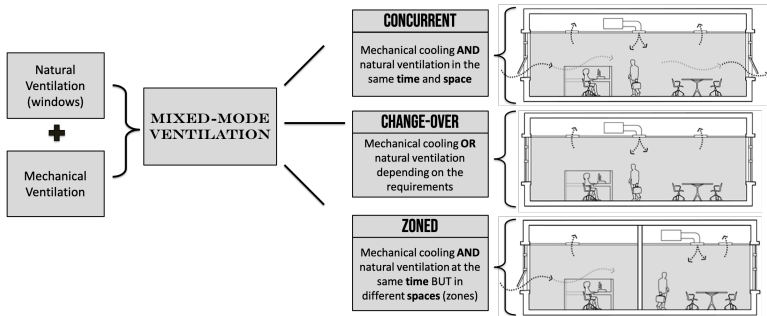 Natural
Ventilation
(windows)
Mechanical
Ventilation
MIXED-MODE
VENTILATION
CONCURRENT
Mechanical cooling AND
natural ventilation in the
same time and space
CHANGE-OVER
Mechanical cooling OR
natural ventilation
depending on the
requirements
ZONED
Mechanical cooling AND
natural ventilation at the
same time BUT in
different spaces (zones)